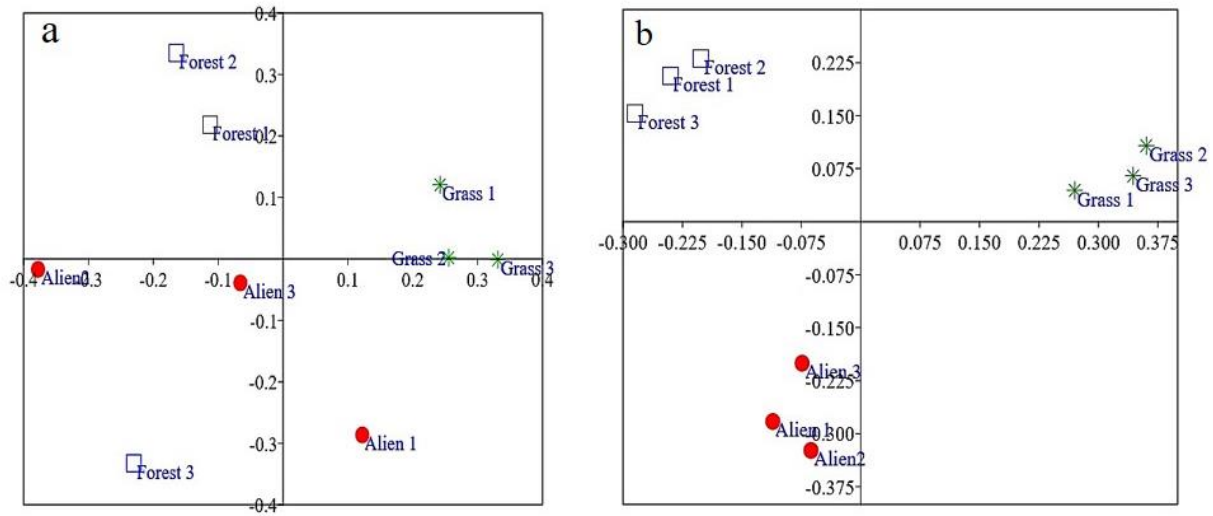 a
0.4
Forest 2
0.3
Forest 1
0.2
Grass 1
0.1
Grass 2
Grass 3
-0.4
-0.3
-0.2
-0.1
0.1
0.2
0.3
0.4
Alien2
Alien 3
-0.1
-0.2
-0.3
Alien 1
Forest 3
-0.4
b
0.225
Forest 2
Forest 1
0.150
Forest 3
Grass 2
0.075
Grass 3
Grass 1
-0.300
-0.225
-0.150
-0.075
0.075
0.150
0.225
0.300
0.375
-0.075
-0.150
Alien 3
-0.225
Alien 1
-0.300
Alien2
-0.375